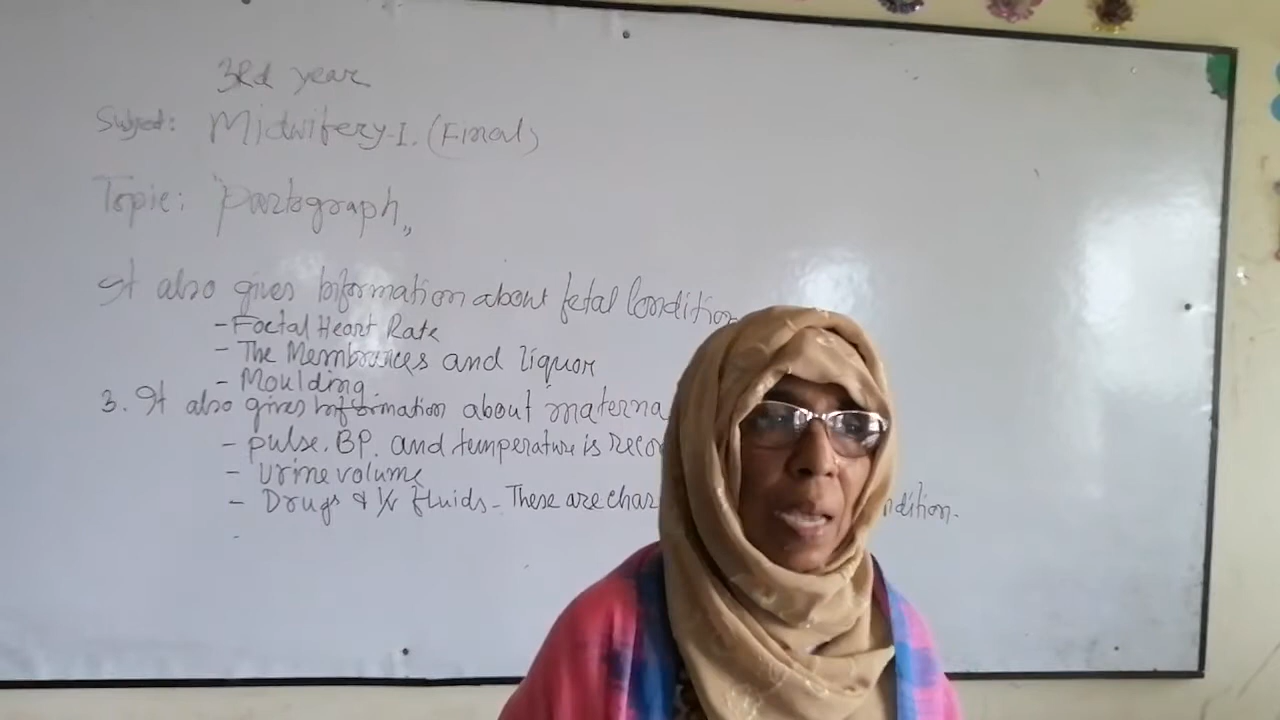 3rd year
Subject: Midwifery-I. (Final)
Topic: "Partograph"
It also gives Information about fetal Condition
- Foetal Heart Rate
- The Membrances and liquor
- Moulding
3. It also gives Information about materna
- pulse. BP. and temperature is reco
- Urine volume
- Drugs & I/V fluids - These are char ndition.